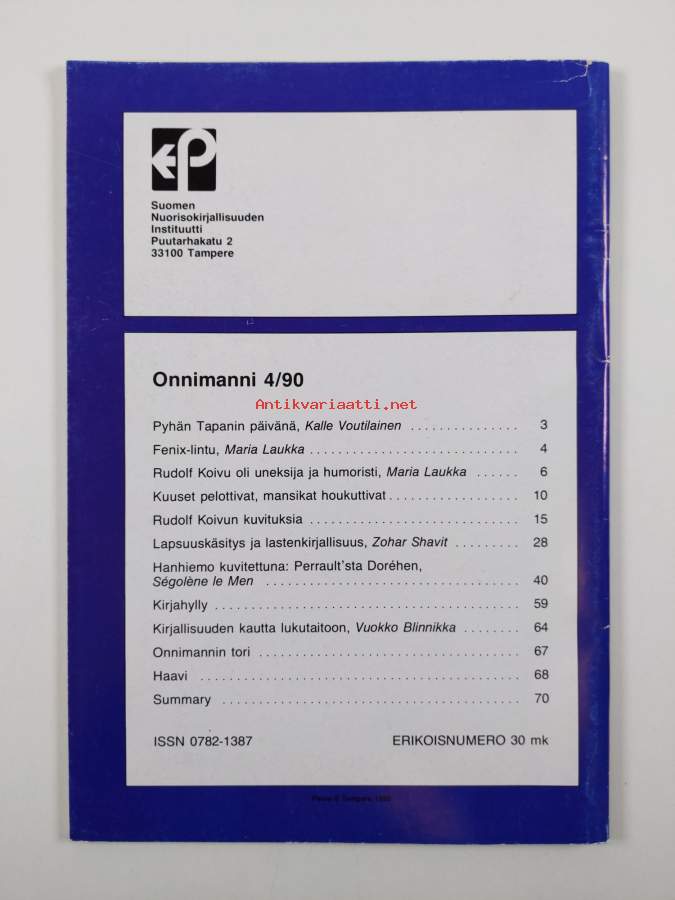 Suomen
Nuorisokirjallisuuden
Instituutti
Puutarhakatu 2
33100 Tampere
Onnimanni 4/90
Antikvariaatti.net
Pyhän Tapanin päivänä, Kalle Voutilainen ............... 3
Fenix-lintu, Maria Laukka ............................. 4
Rudolf Koivu oli uneksija ja humoristi, Maria Laukka ...... 6
Kuuset pelottivat, mansikat houkuttivat .................. 10
Rudolf Koivun kuvituksia ............................. 15
Lapsuuskäsitys ja lastenkirjallisuus, Zohar Shavit ......... 28
Hanhiemo kuvitettuna: Perrault'sta Doréhen,
Ségolène le Men ................................... 40
Kirjahylly .......................................... 59
Kirjallisuuden kautta lukutaitoon, Vuokko Blinnikka ........ 64
Onnimannin tori .................................... 67
Haavi ............................................ 68
Summary ......................................... 70
ISSN 0782-1387 ERIKOISNUMERO 30 mk
Tampere